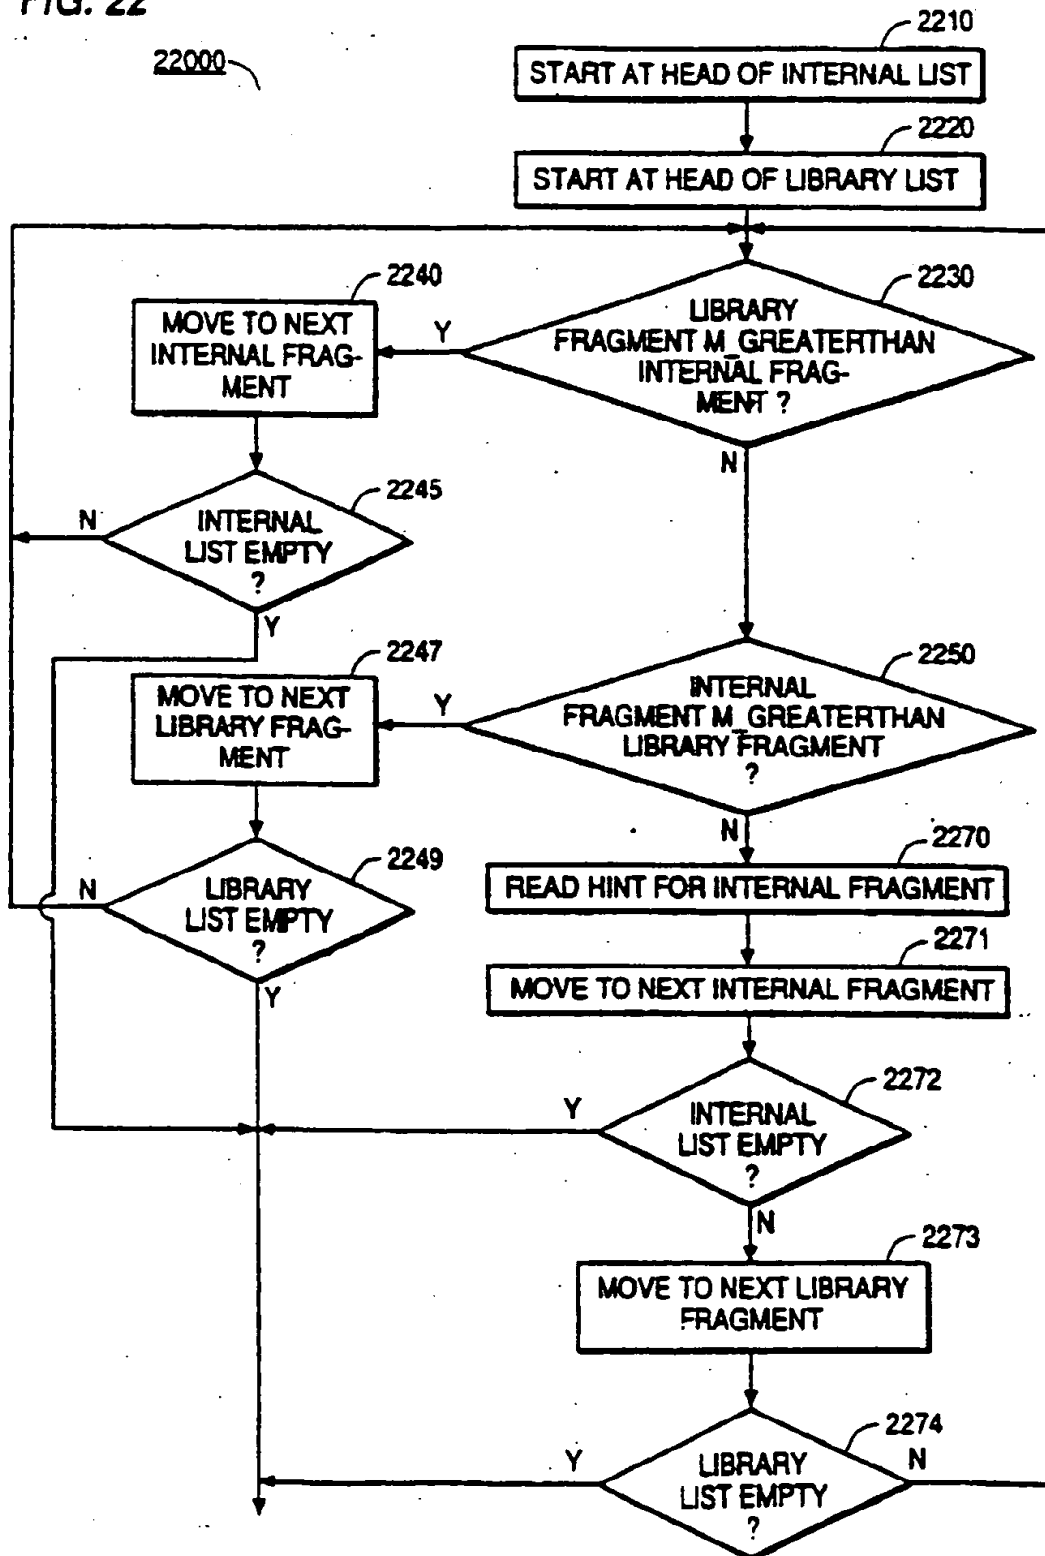 FIG. 22
22000
2210
START AT HEAD OF INTERNAL LIST
2220
START AT HEAD OF LIBRARY LIST
2230
LIBRARY
FRAGMENT M_GREATERTHAN
INTERNAL FRAG-
MENT ?
Y
N
2240
MOVE TO NEXT
INTERNAL FRAG-
MENT
2245
INTERNAL
LIST EMPTY
?
N
Y
2250
INTERNAL
FRAGMENT M_GREATERTHAN
LIBRARY FRAGMENT
?
Y
N
2247
MOVE TO NEXT
LIBRARY FRAG-
MENT
2249
LIBRARY
LIST EMPTY
?
N
Y
2270
READ HINT FOR INTERNAL FRAGMENT
2271
MOVE TO NEXT INTERNAL FRAGMENT
2272
INTERNAL
LIST EMPTY
?
Y
N
2273
MOVE TO NEXT LIBRARY
FRAGMENT
2274
LIBRARY
LIST EMPTY
?
Y
N